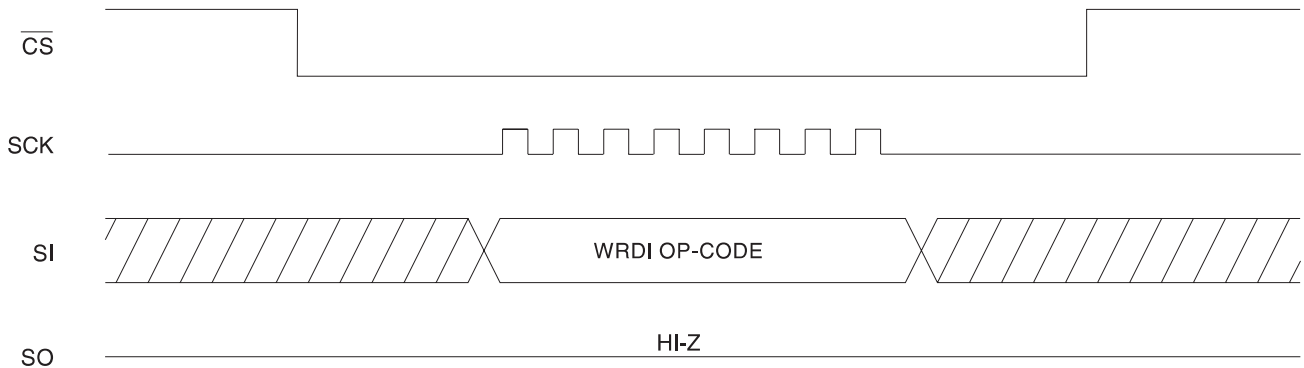 CS
SCK
SI
WRDI OP-CODE
SO
HI-Z